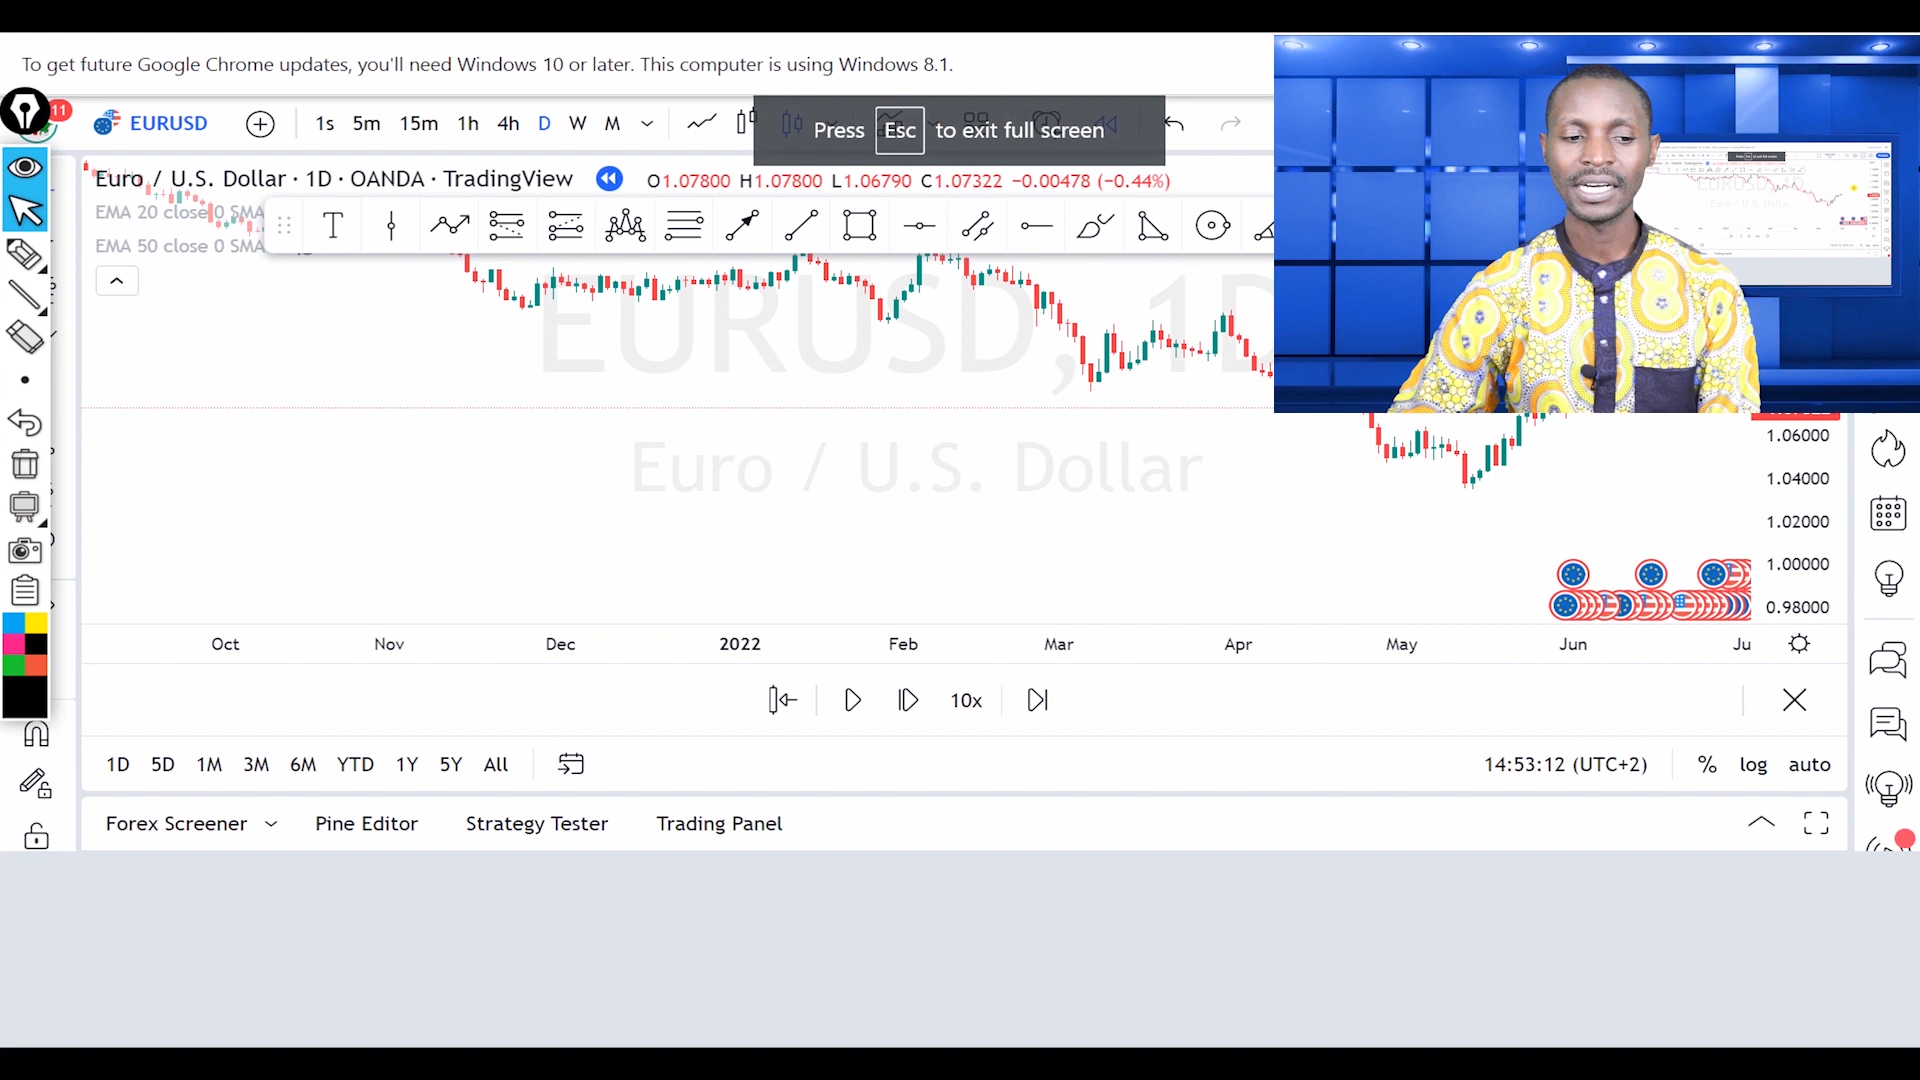 To get future Google Chrome updates, you'll need Windows 10 or later. This computer is using Windows 8.1.
11
EURUSD 1s 5m 15m 1h 4h D W M
Press Esc to exit full screen
Euro / U.S. Dollar · 1D · OANDA · TradingView O1.07800 H1.07800 L1.06790 C1.07322 −0.00478 (−0.44%)
EMA 20 close 0 SMA
EMA 50 close 0 SMA
EURUSD, 1D
Euro / U.S. Dollar
1.06000
1.04000
1.02000
1.00000
0.98000
Oct Nov Dec 2022 Feb Mar Apr May Jun Ju
10x
1D 5D 1M 3M 6M YTD 1Y 5Y All 14:53:12 (UTC+2) % log auto
Forex Screener Pine Editor Strategy Tester Trading Panel